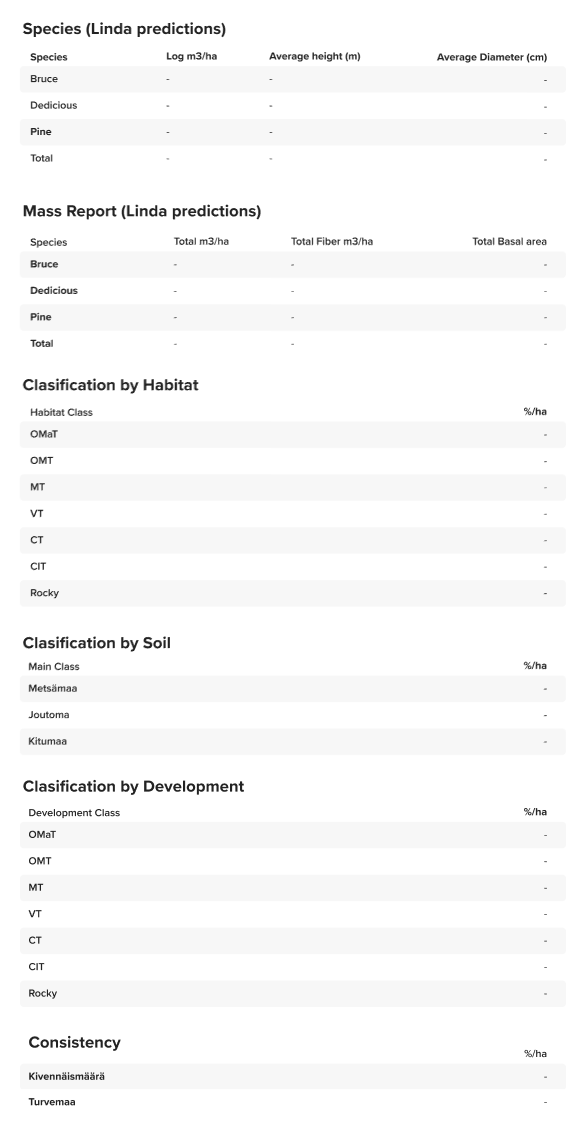 Species (Linda predictions)
Species Log m3/ha Average height (m) Average Diameter (cm)
Bruce - - -
Dedicious - - -
Pine - - -
Total - - -
Mass Report (Linda predictions)
Species Total m3/ha Total Fiber m3/ha Total Basal area
Bruce - - -
Dedicious - - -
Pine - - -
Total - - -
Clasification by Habitat
Habitat Class %/ha
OMaT -
OMT -
MT -
VT -
CT -
CIT -
Rocky -
Clasification by Soil
Main Class %/ha
Metsämaa -
Joutoma -
Kitumaa -
Clasification by Development
Development Class %/ha
OMaT -
OMT -
MT -
VT -
CT -
CIT -
Rocky -
Consistency
%/ha
Kivennäismäärä -
Turvemaa -